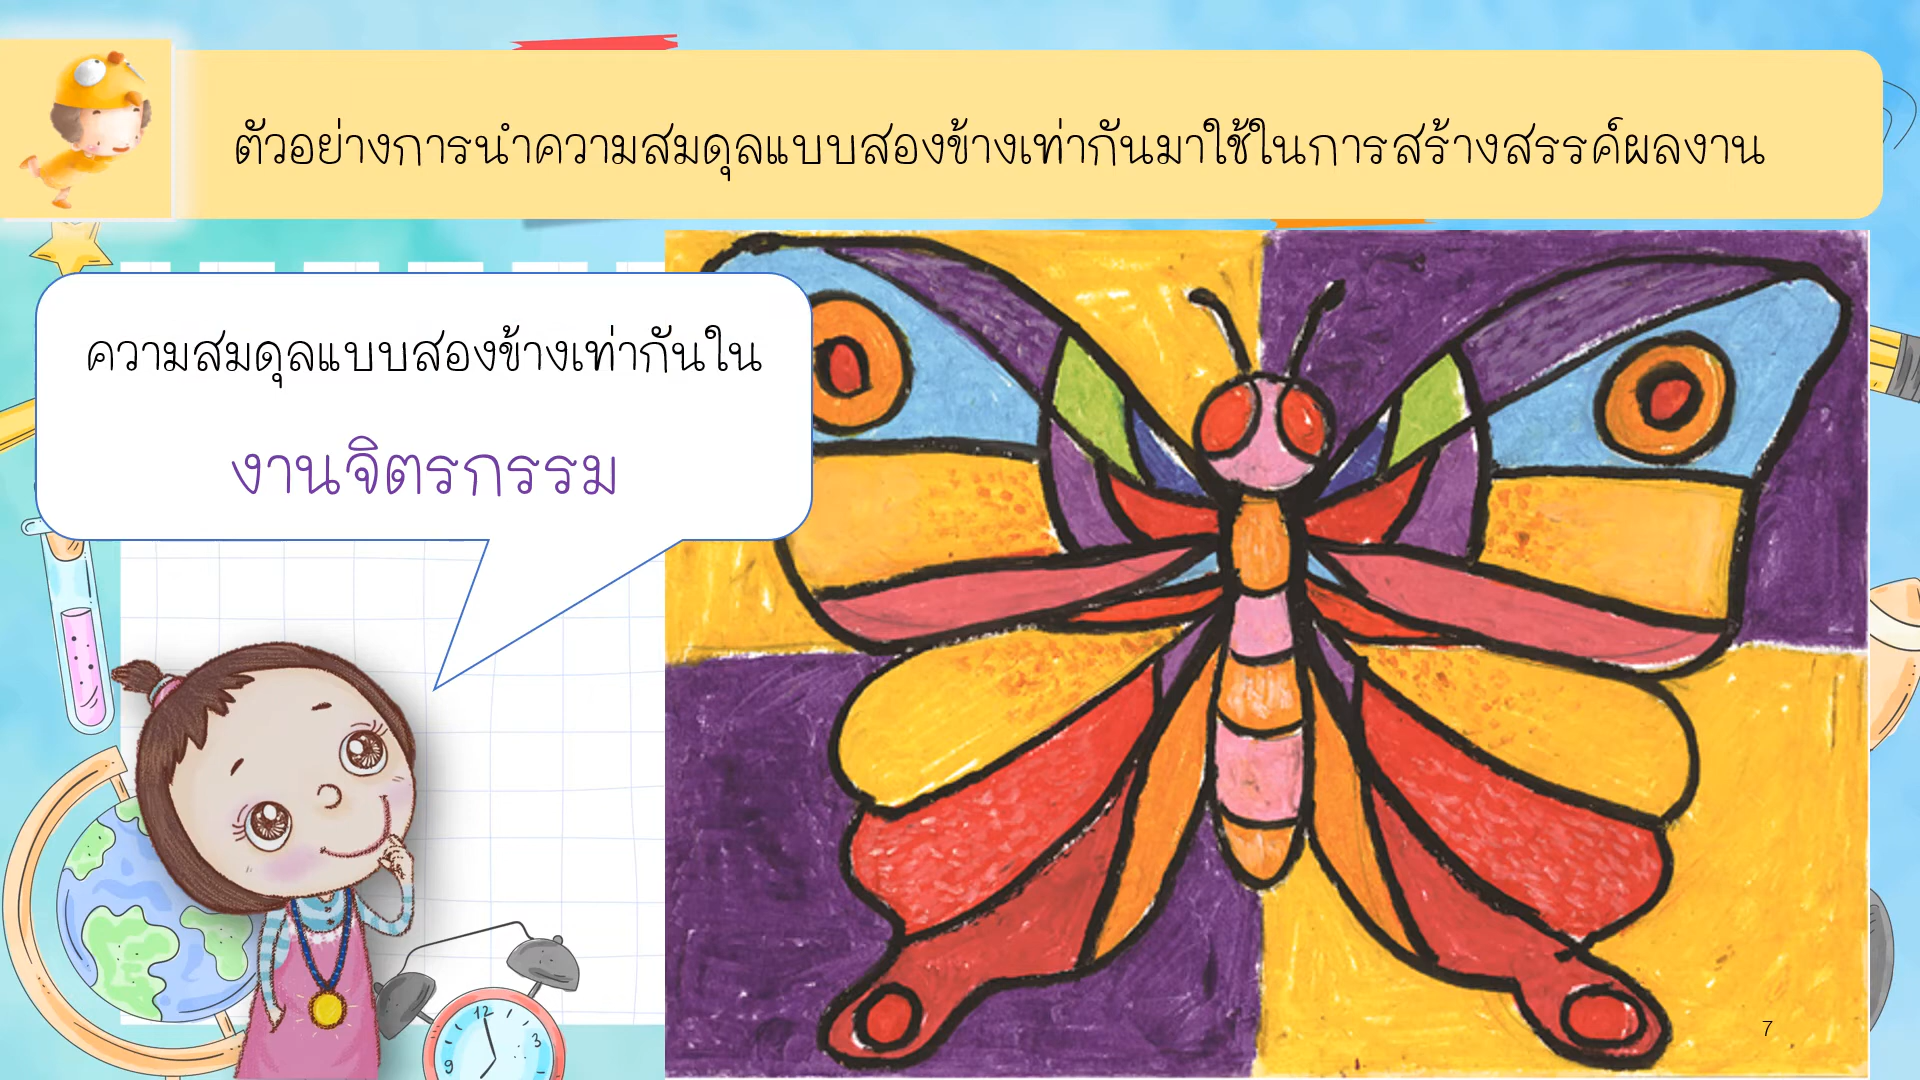 ตัวอย่างการนำความสมดุลแบบสองข้างเท่ากันมาใช้ในการสร้างสรรค์ผลงาน
ความสมดุลแบบสองข้างเท่ากันใน
งานจิตรกรรม
12
3
9
7